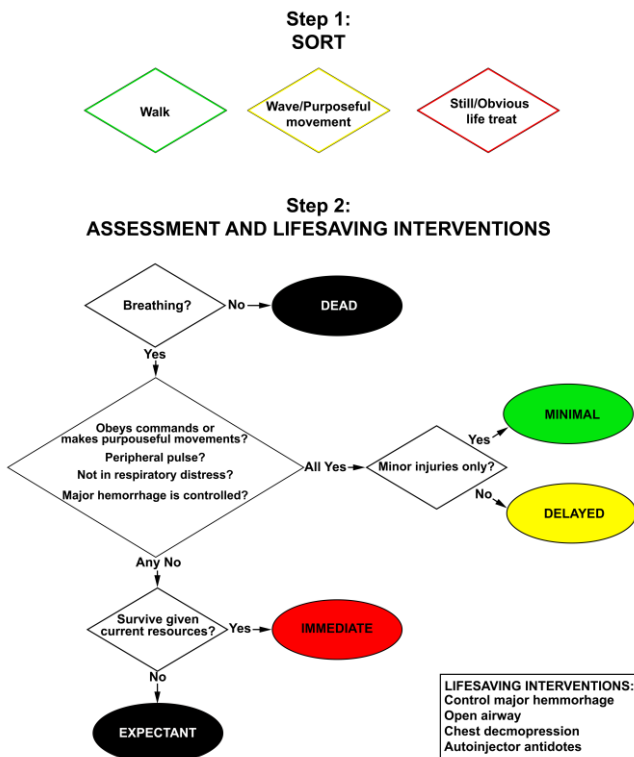 Step 1:
SORT
Walk
Wave/Purposeful
movement
Still/Obvious
life treat
Step 2:
ASSESSMENT AND LIFESAVING INTERVENTIONS
Breathing?
No
DEAD
Yes
Obeys commands or
makes purpouseful movements?
Peripheral pulse?
Not in respiratory distress?
Major hemorrhage is controlled?
All Yes
Minor injuries only?
Yes
MINIMAL
No
DELAYED
Any No
Survive given
current resources?
Yes
IMMEDIATE
No
EXPECTANT
LIFESAVING INTERVENTIONS:
Control major hemmorhage
Open airway
Chest decmopression
Autoinjector antidotes